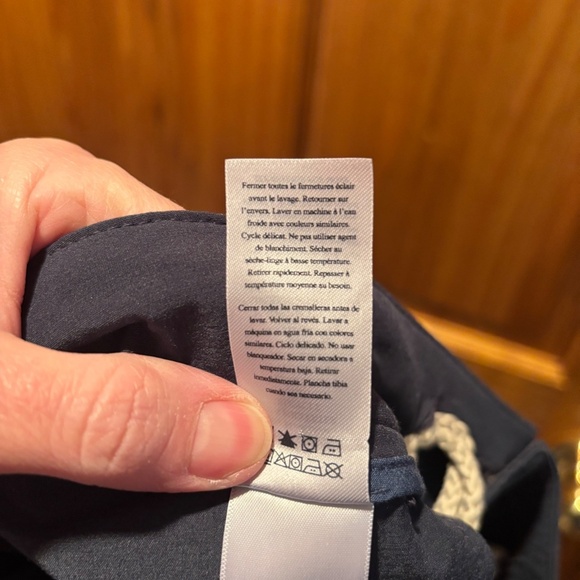 Fermer toutes le fermetures éclair
avant le lavage. Retourner sur
l'envers. Laver en machine à l'eau
froide avec couleurs simulaires.
Cycle délicat. Ne pas utiliser agent
de blanchiment. Sécher au
sèche-linge à basse température.
Retirer rapidement. Repasser à
température moyenne au besoin.
Cerrar todas las cremalleras antes de
lavar. Volver al revés. Lavar a
máquina en agua fría con colores
similares. Ciclo delicado. No usar
blanqueador. Secar en secadora a
temperatura baja. Retirar
inmediatamente. Plancha tibia
cuando sea necesario.